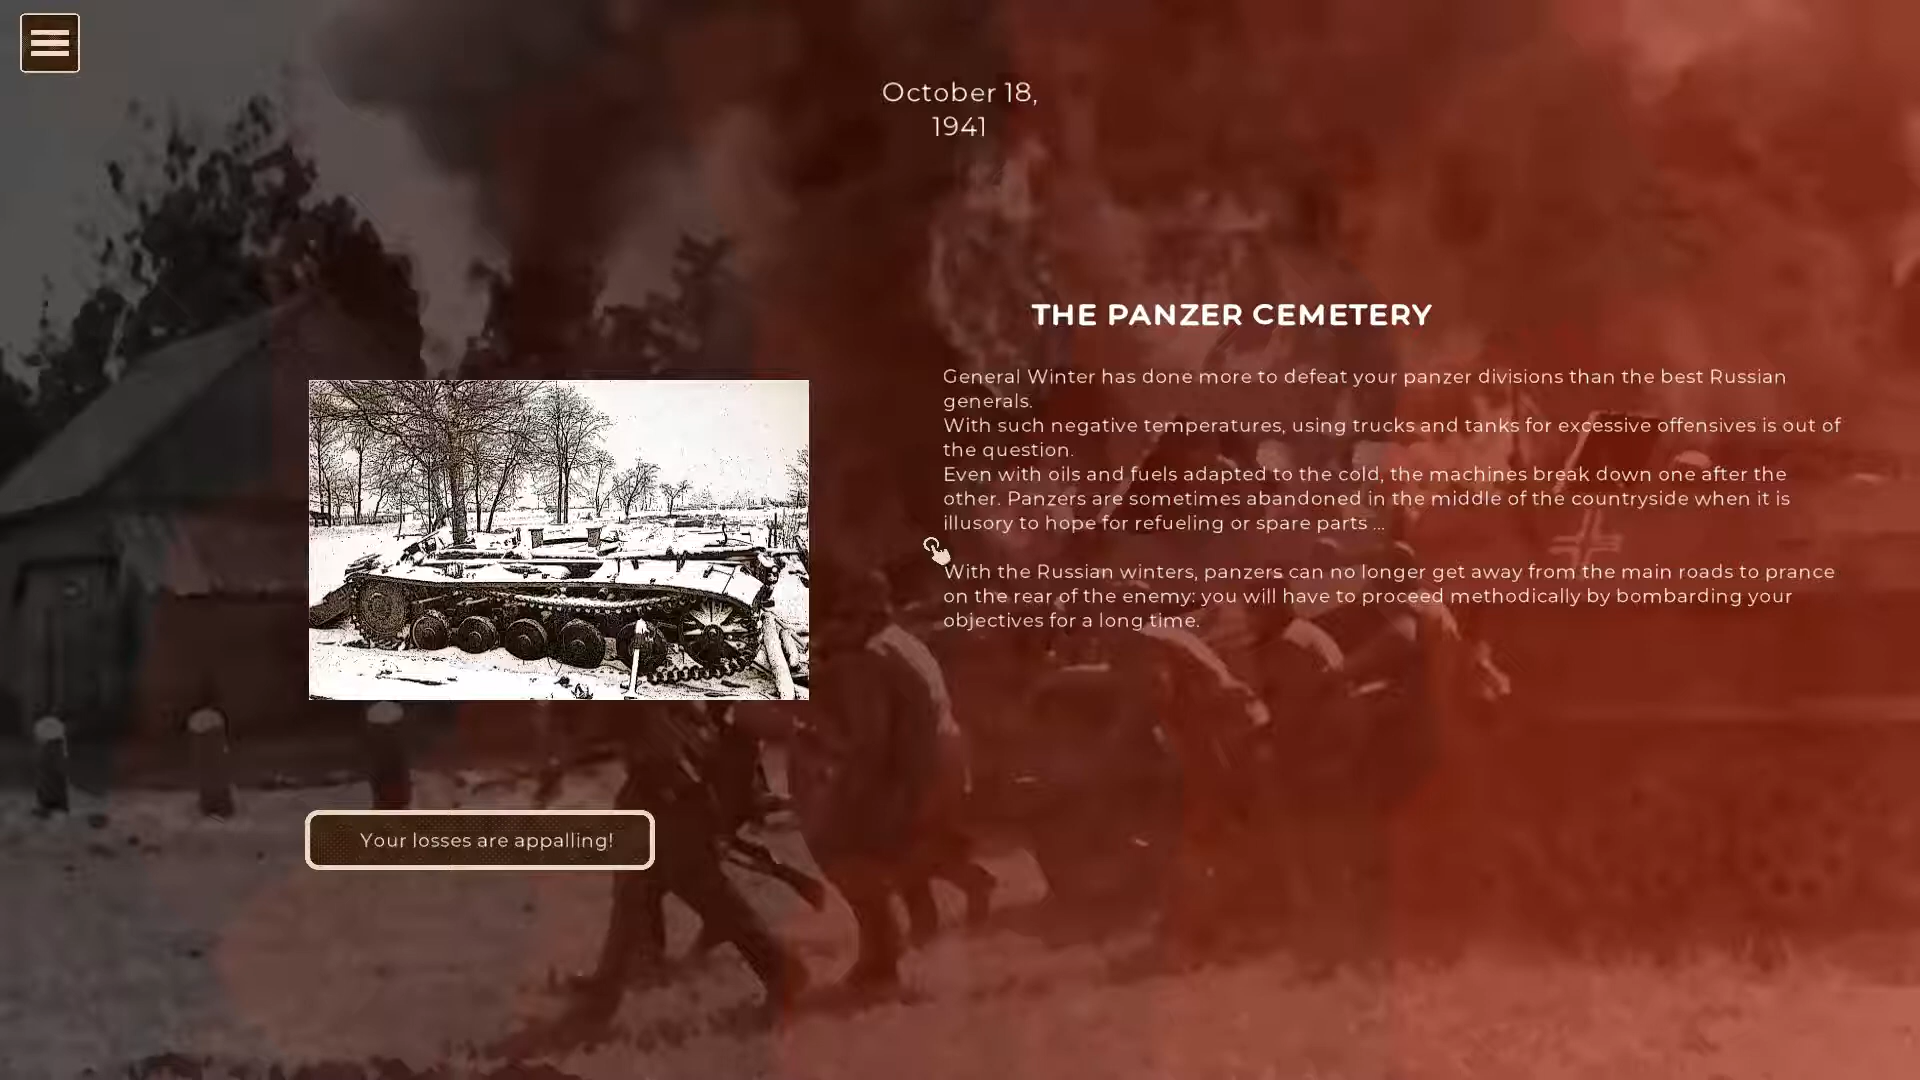 October 18,
1941
THE PANZER CEMETERY
General Winter has done more to defeat your panzer divisions than the best Russian
generals.
With such negative temperatures, using trucks and tanks for excessive offensives is out of
the question.
Even with oils and fuels adapted to the cold, the machines break down one after the
other. Panzers are sometimes abandoned in the middle of the countryside when it is
illusory to hope for refueling or spare parts ...
With the Russian winters, panzers can no longer get away from the main roads to prance
on the rear of the enemy: you will have to proceed methodically by bombarding your
objectives for a long time.
Your losses are appalling!